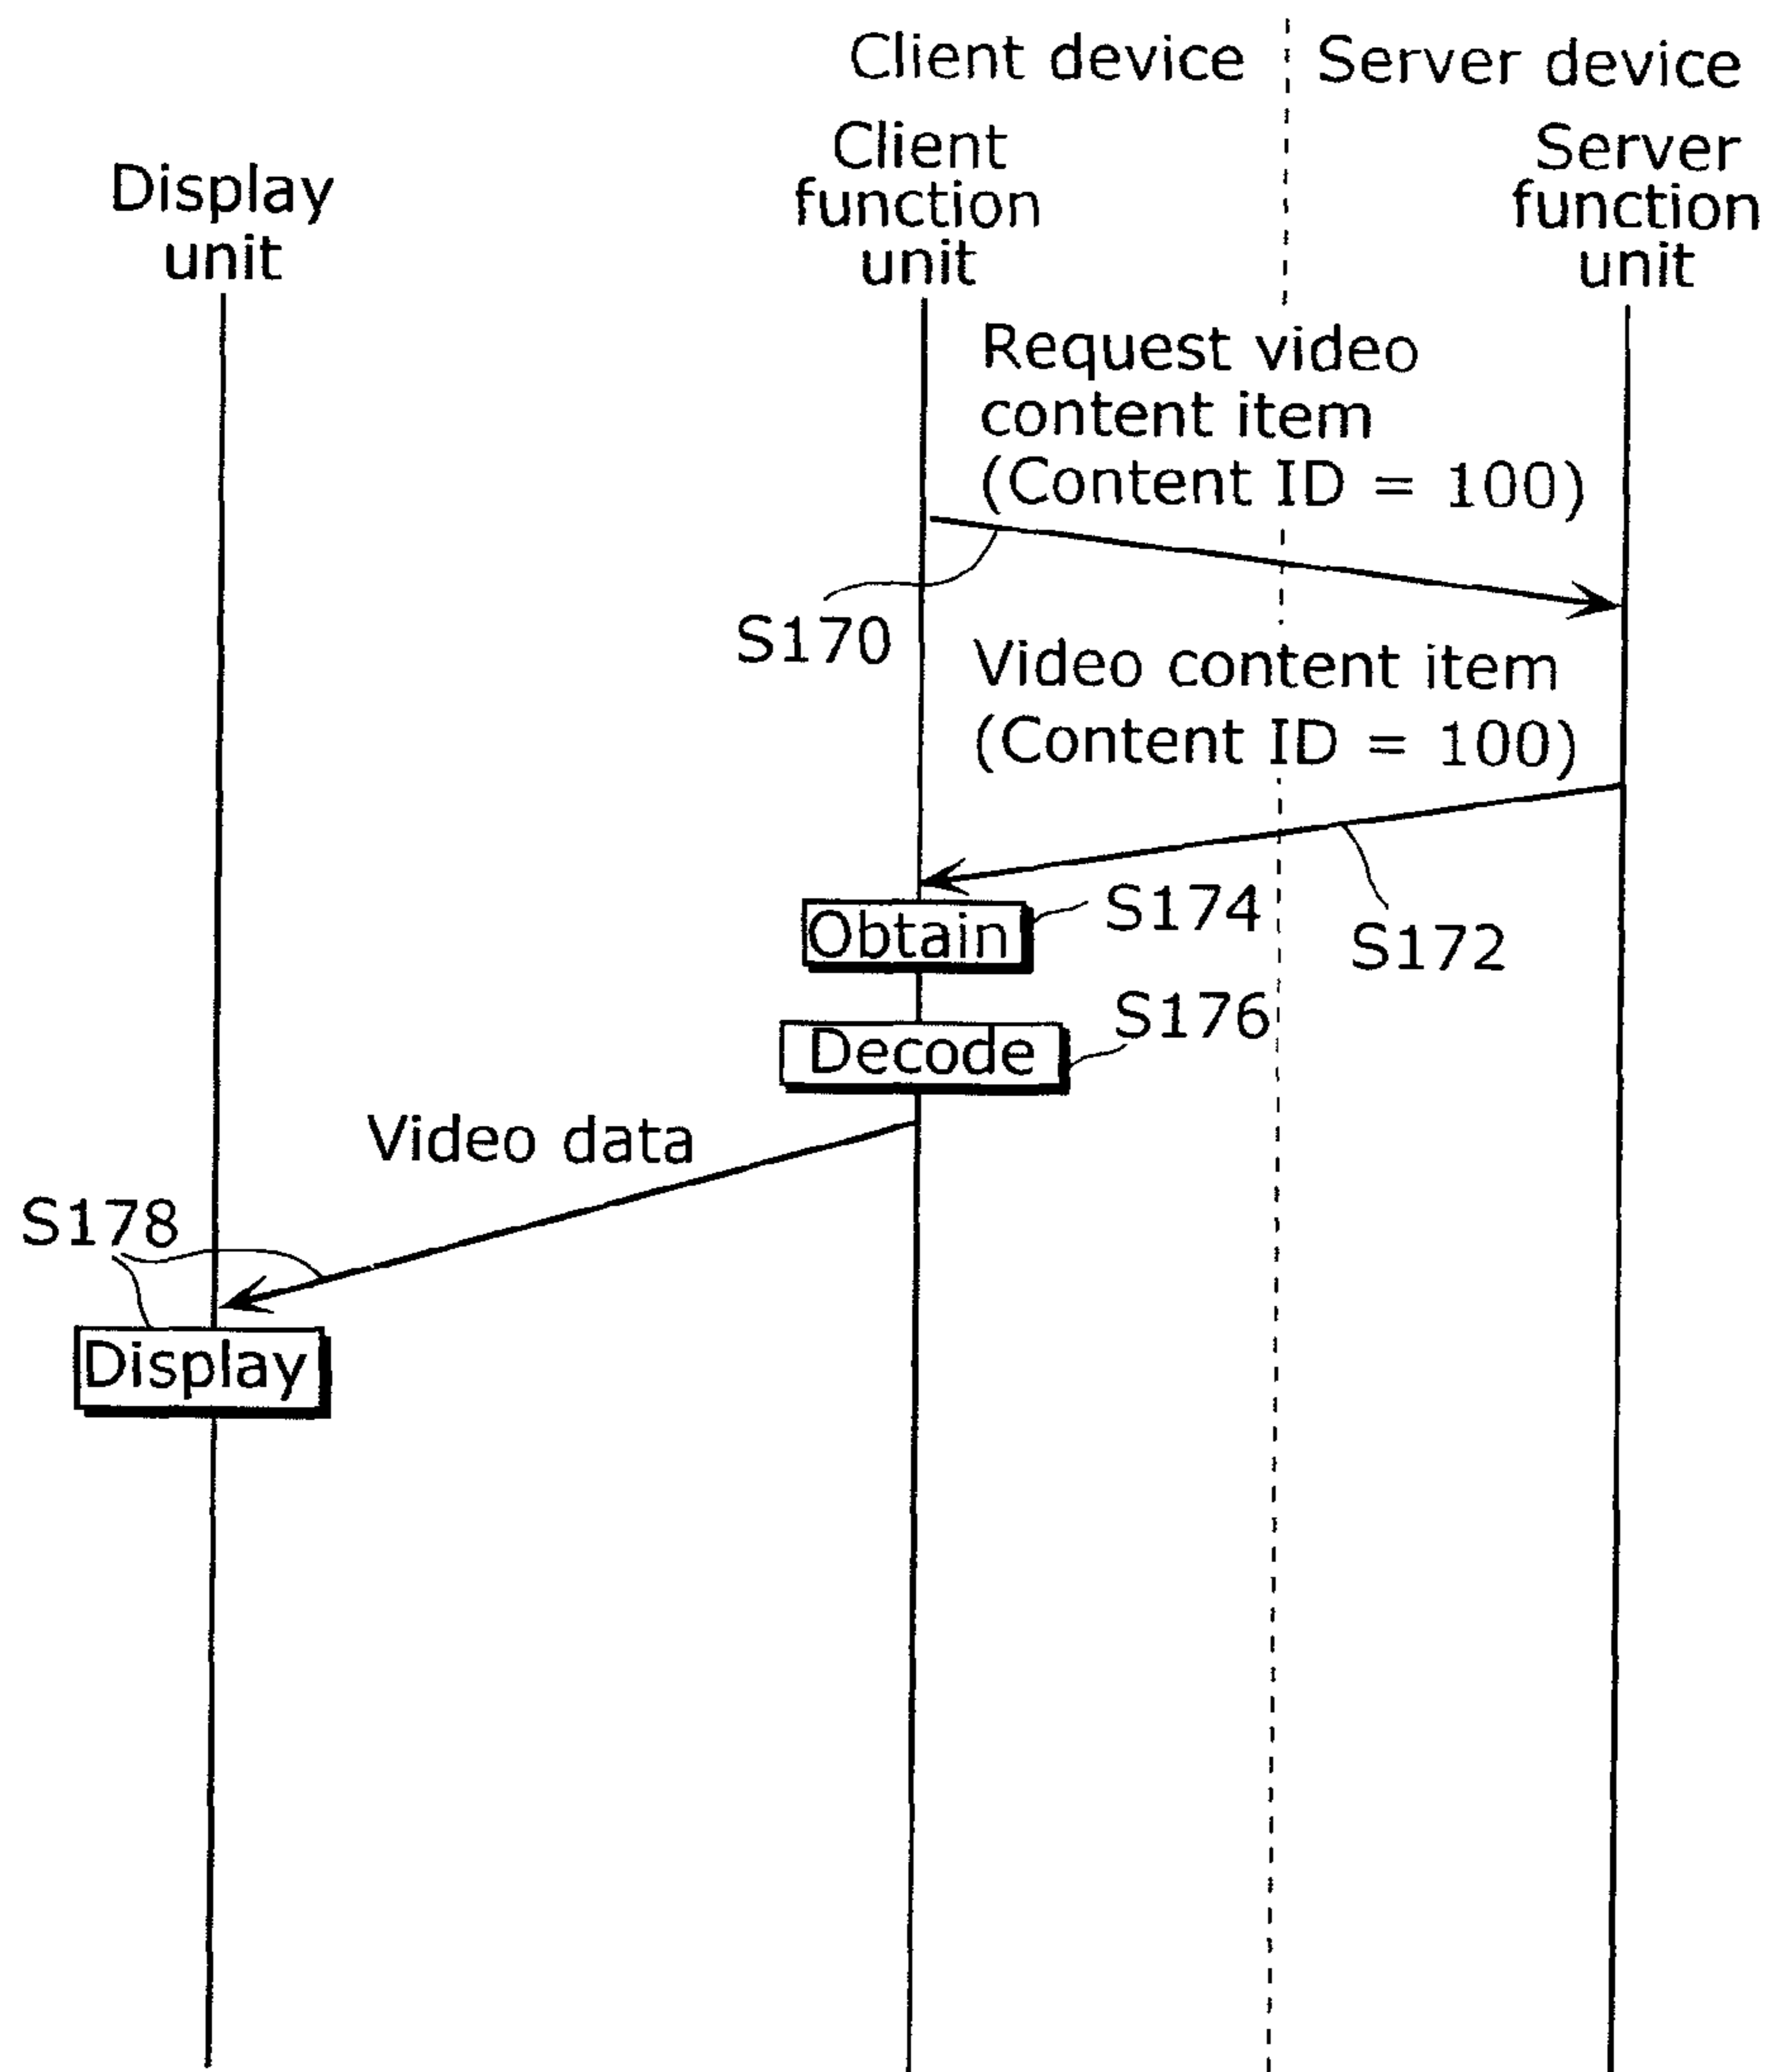 Client device
Server device
Display
unit
Client
function
unit
Server
function
unit
Request video
content item
(Content ID = 100)
S170
Video content item
(Content ID = 100)
S172
Obtain
S174
Decode
S176
Video data
S178
Display